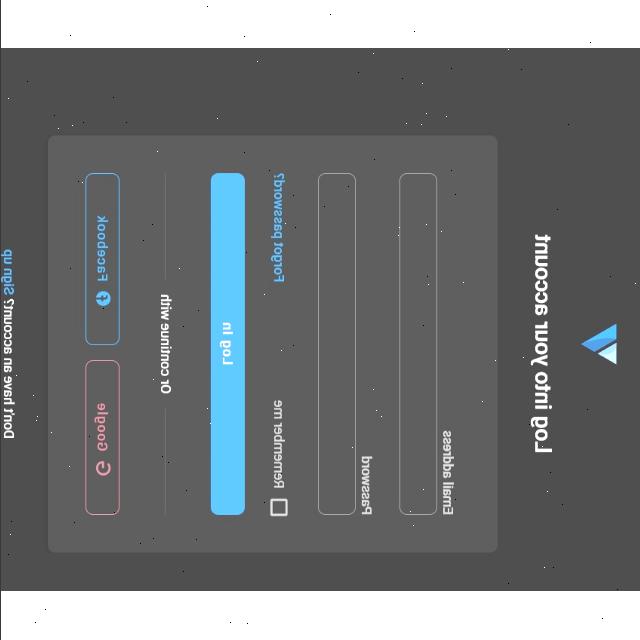 Log into your account
Email address
Password
Remember me
Forgot password?
Log in
Or continue with
Google
Facebook
Don't have an account? Sign up